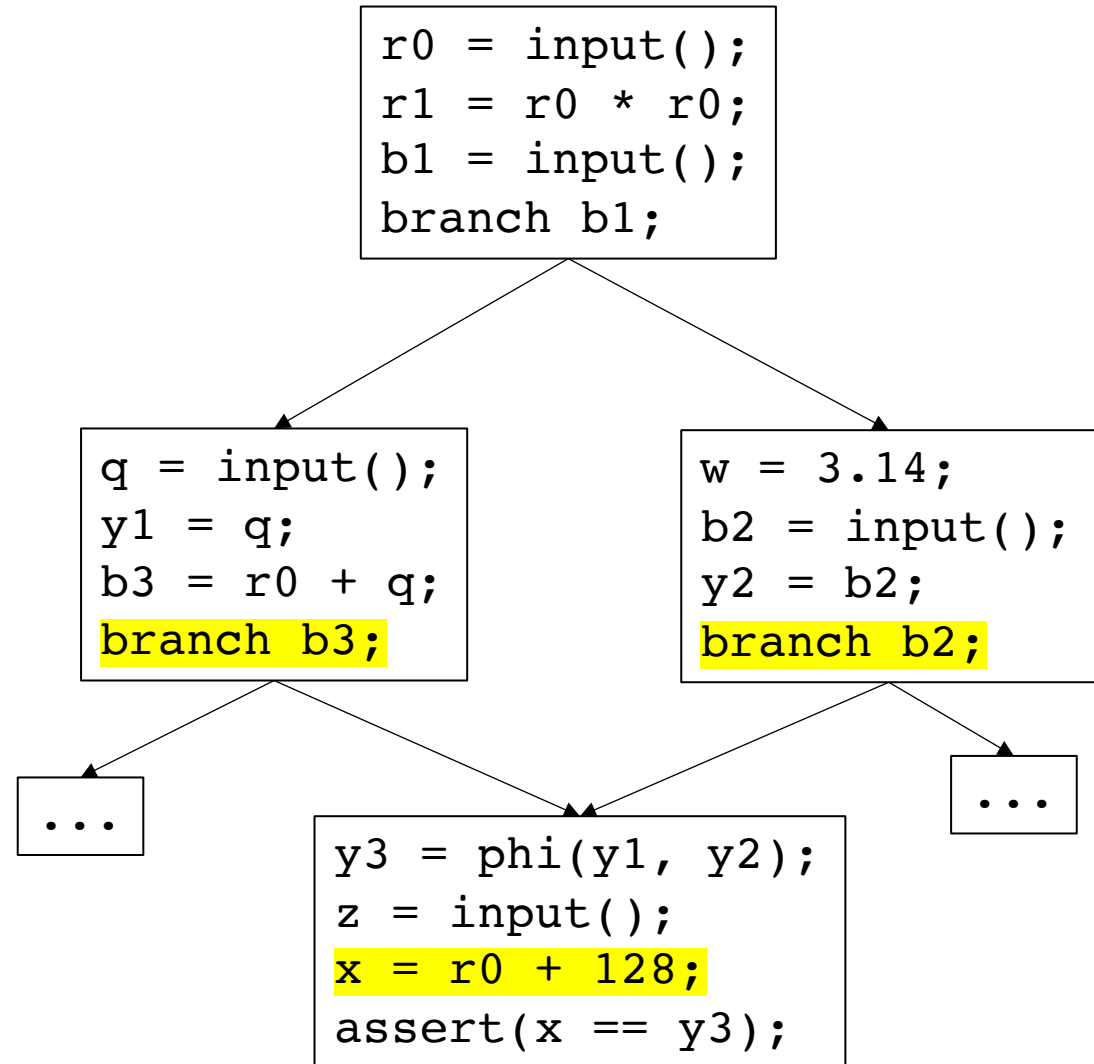 r0 = input();
r1 = r0 * r0;
b1 = input();
branch b1;
q = input();
y1 = q;
b3 = r0 + q;
branch b3;
w = 3.14;
b2 = input();
y2 = b2;
branch b2;
...
...
y3 = phi(y1, y2);
z = input();
x = r0 + 128;
assert(x == y3);